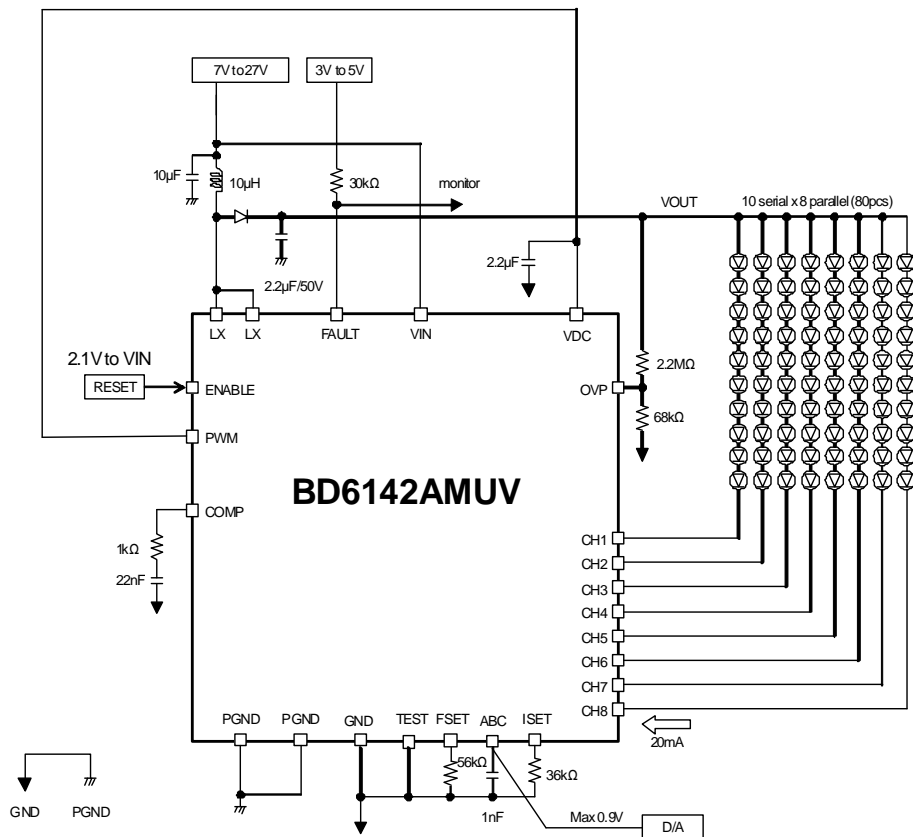 7V to 27V
3V to 5V
10µF
10µH
30kΩ
monitor
VOUT
10 serial x 8 parallel (80pcs)
2.2µF/50V
2.2µF
LX
LX
FAULT
VIN
VDC
2.1V to VIN
RESET
ENABLE
2.2MΩ
OVP
68kΩ
PWM
BD6142AMUV
COMP
1kΩ
22nF
CH1
CH2
CH3
CH4
CH5
CH6
CH7
CH8
20mA
PGND
PGND
GND
TEST
FSET
ABC
ISET
56kΩ
36kΩ
1nF
GND
PGND
Max 0.9V
D/A